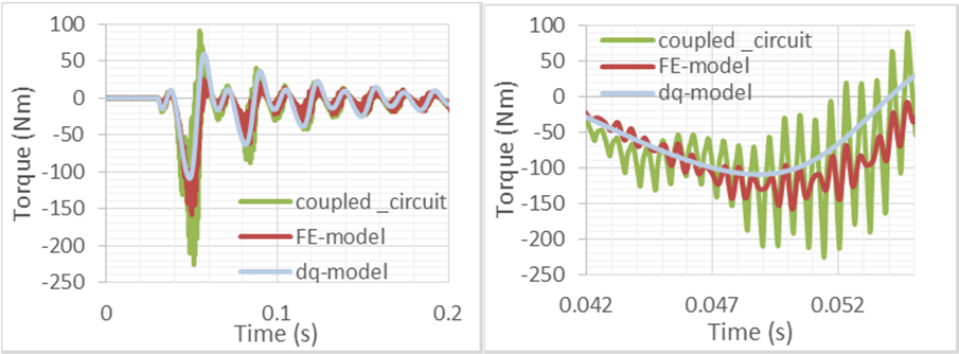 100
50
0
-50
-100
-150
-200
-250
Torque (Nm)
coupled _circuit
FE-model
dq-model
0
0.1
0.2
Time (s)
100
50
0
-50
-100
-150
-200
-250
Torque (Nm)
coupled _circuit
FE-model
dq-model
0.042
0.047
0.052
Time (s)